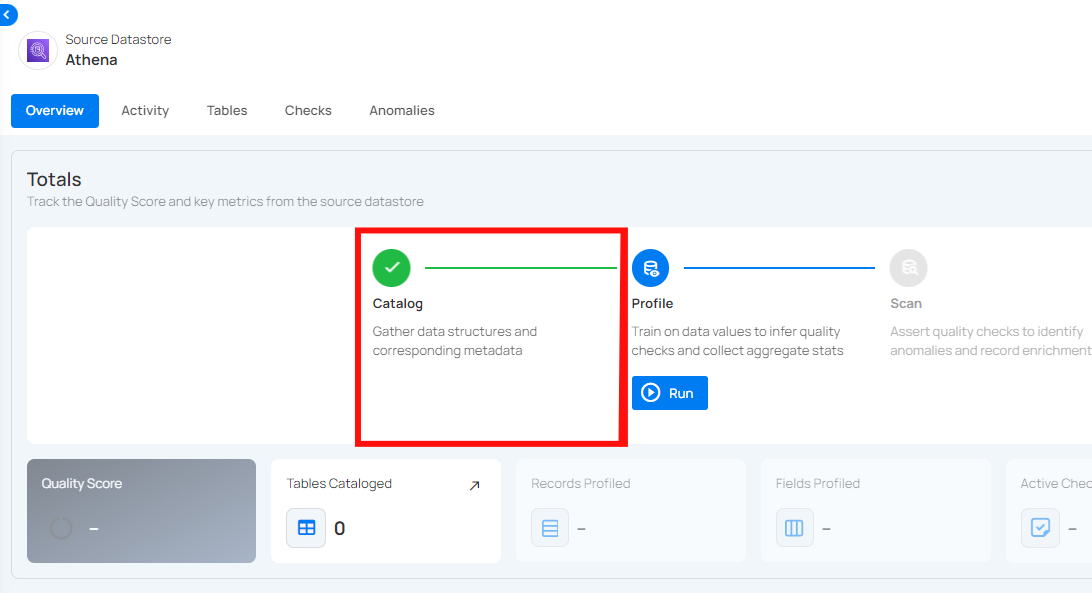 Source Datastore
Athena
Overview Activity Tables Checks Anomalies
Totals
Track the Quality Score and key metrics from the source datastore
Catalog
Gather data structures and
corresponding metadata
Profile
Train on data values to infer quality
checks and collect aggregate stats
Run
Scan
Assert quality checks to identify
anomalies and record enrichment
Quality Score
–
Tables Cataloged
0
Records Profiled
–
Fields Profiled
–
Active Chec
–